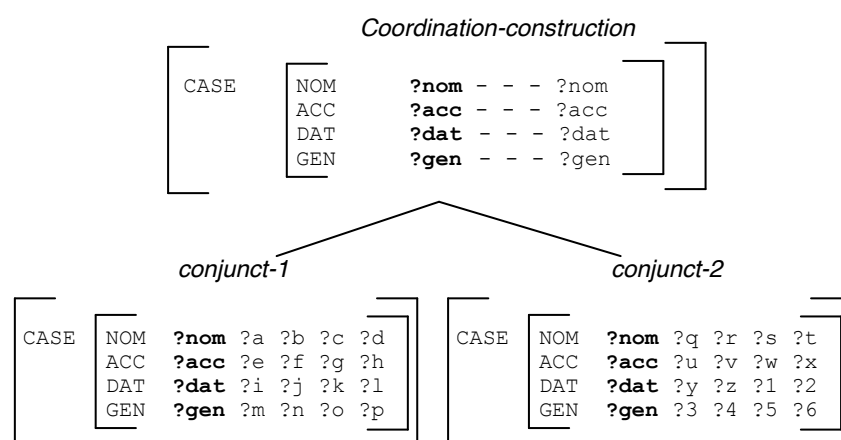 Coordination-construction
CASE NOM ?nom - - - ?nom
ACC ?acc - - - ?acc
DAT ?dat - - - ?dat
GEN ?gen - - - ?gen
conjunct-1 conjunct-2
CASE NOM ?nom ?a ?b ?c ?d CASE NOM ?nom ?q ?r ?s ?t
ACC ?acc ?e ?f ?g ?h ACC ?acc ?u ?v ?w ?x
DAT ?dat ?i ?j ?k ?l DAT ?dat ?y ?z ?1 ?2
GEN ?gen ?m ?n ?o ?p GEN ?gen ?3 ?4 ?5 ?6